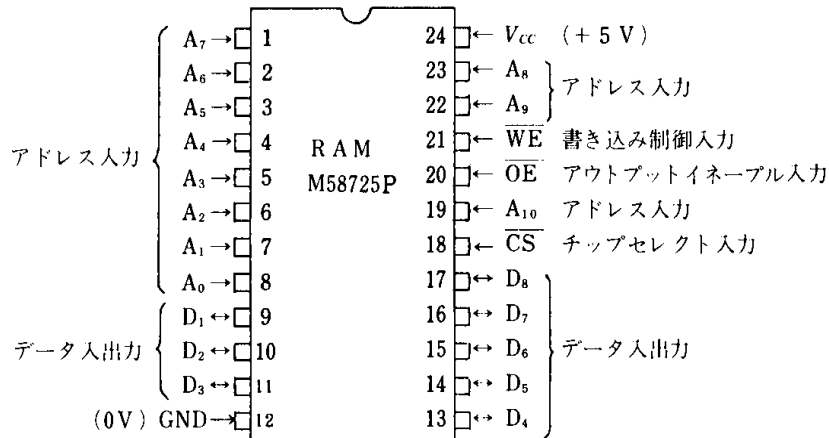 A₇→ 1 24 ← Vcc (+5V)
A₆→ 2 23 ← A₈
A₅→ 3 22 ← A₉ アドレス入力
A₄→ 4 21 ← W̅E̅ 書き込み制御入力
アドレス入力 A₃→ 5 RAM M58725P 20 ← O̅E̅ アウトプットイネーブル入力
A₂→ 6 19 ← A₁₀ アドレス入力
A₁→ 7 18 ← C̅S̅ チップセレクト入力
A₀→ 8 17 ↔ D₈
D₁↔ 9 16 ↔ D₇
データ入出力 D₂↔ 10 15 ↔ D₆ データ入出力
D₃↔ 11 14 ↔ D₅
(0V) GND→ 12 13 ↔ D₄